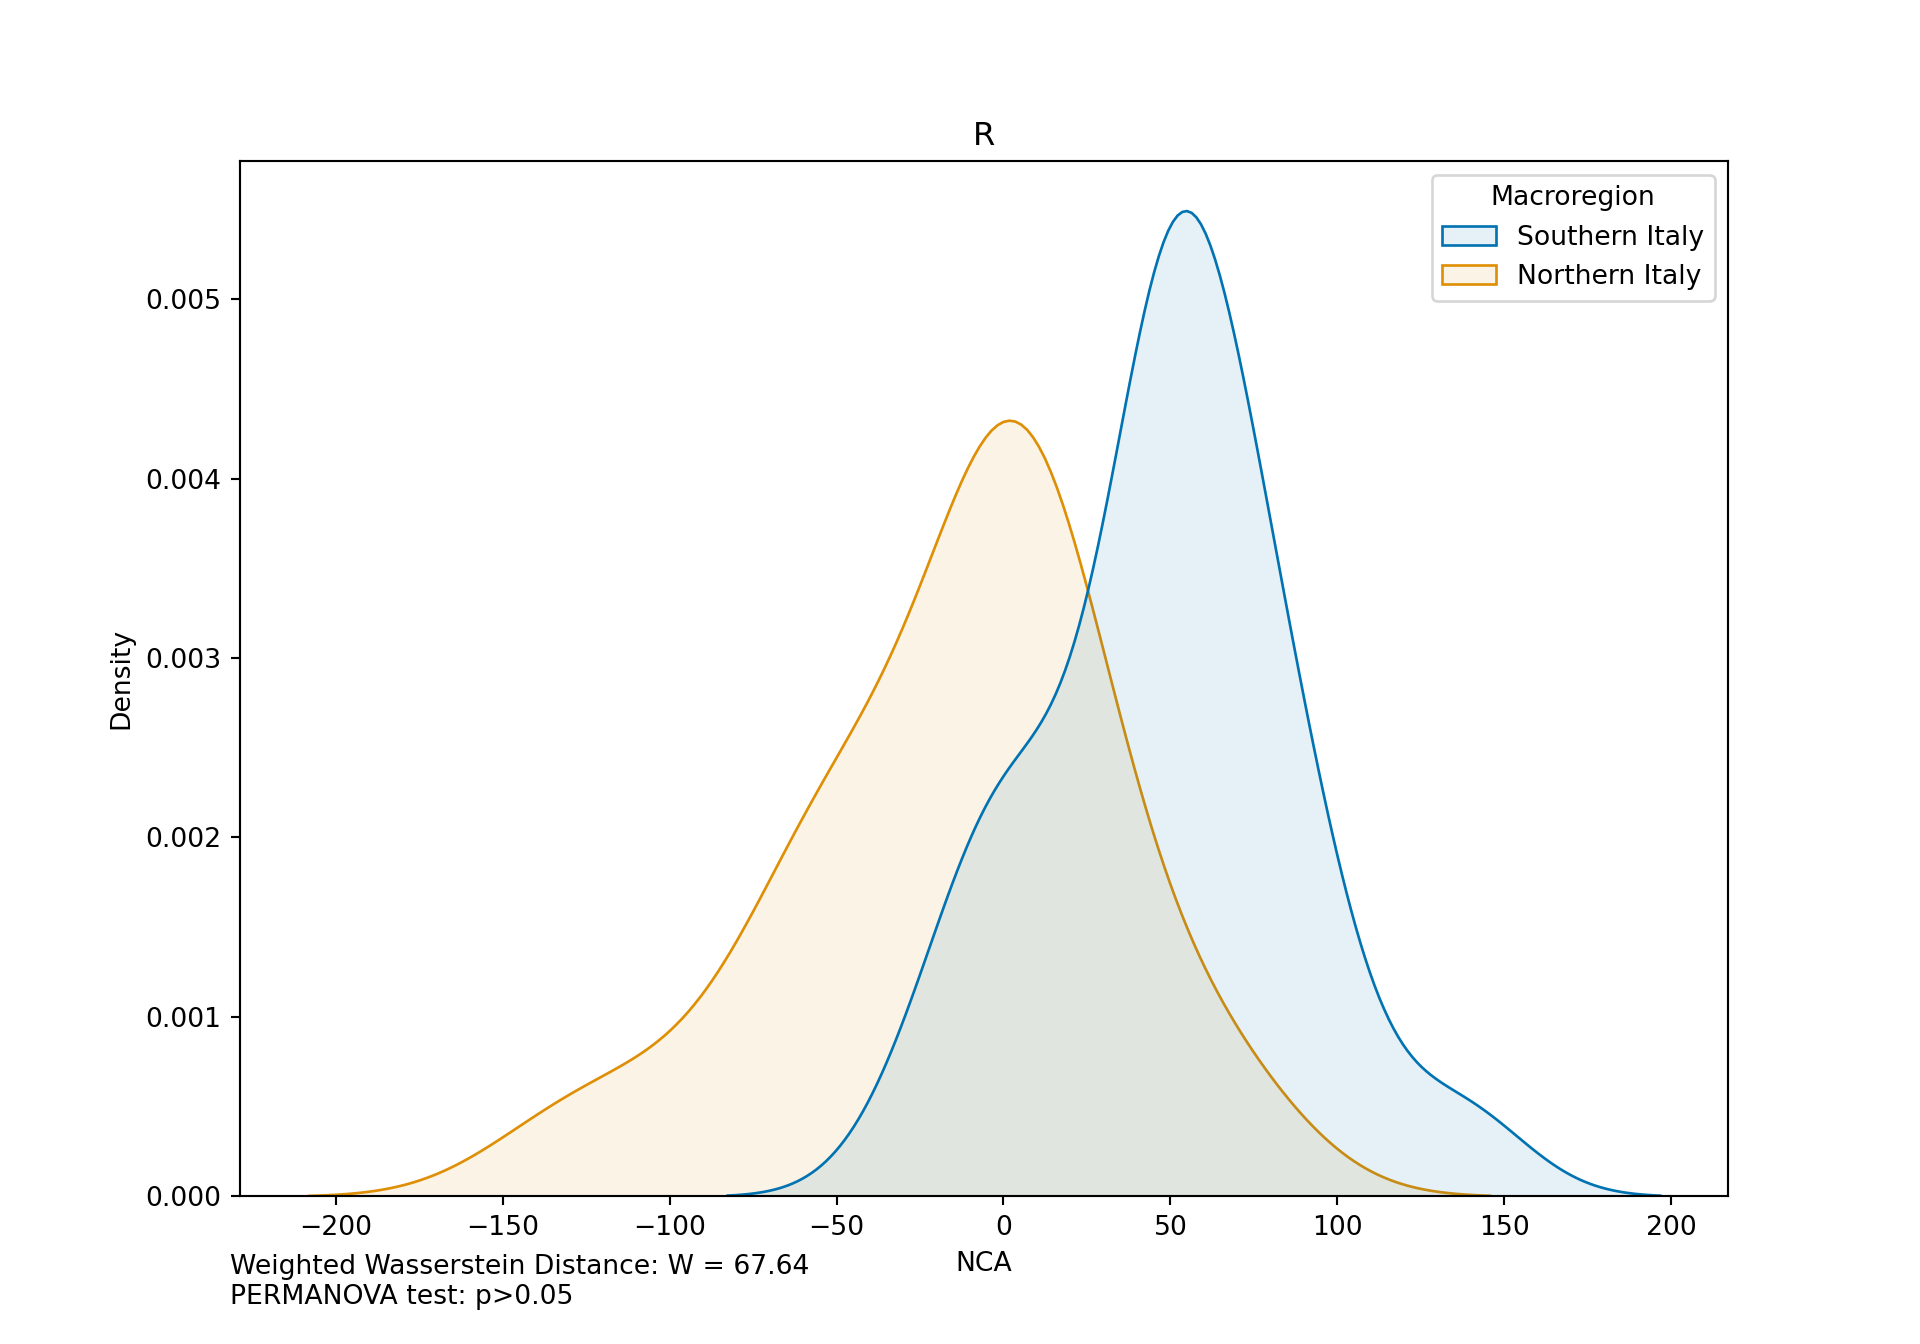 R
Macroregion
Southern Italy
Northern Italy
Density
0.005
0.004
0.003
0.002
0.001
0.000
−200 −150 −100 −50 0 50 100 150 200
NCA
Weighted Wasserstein Distance: W = 67.64
PERMANOVA test: p>0.05